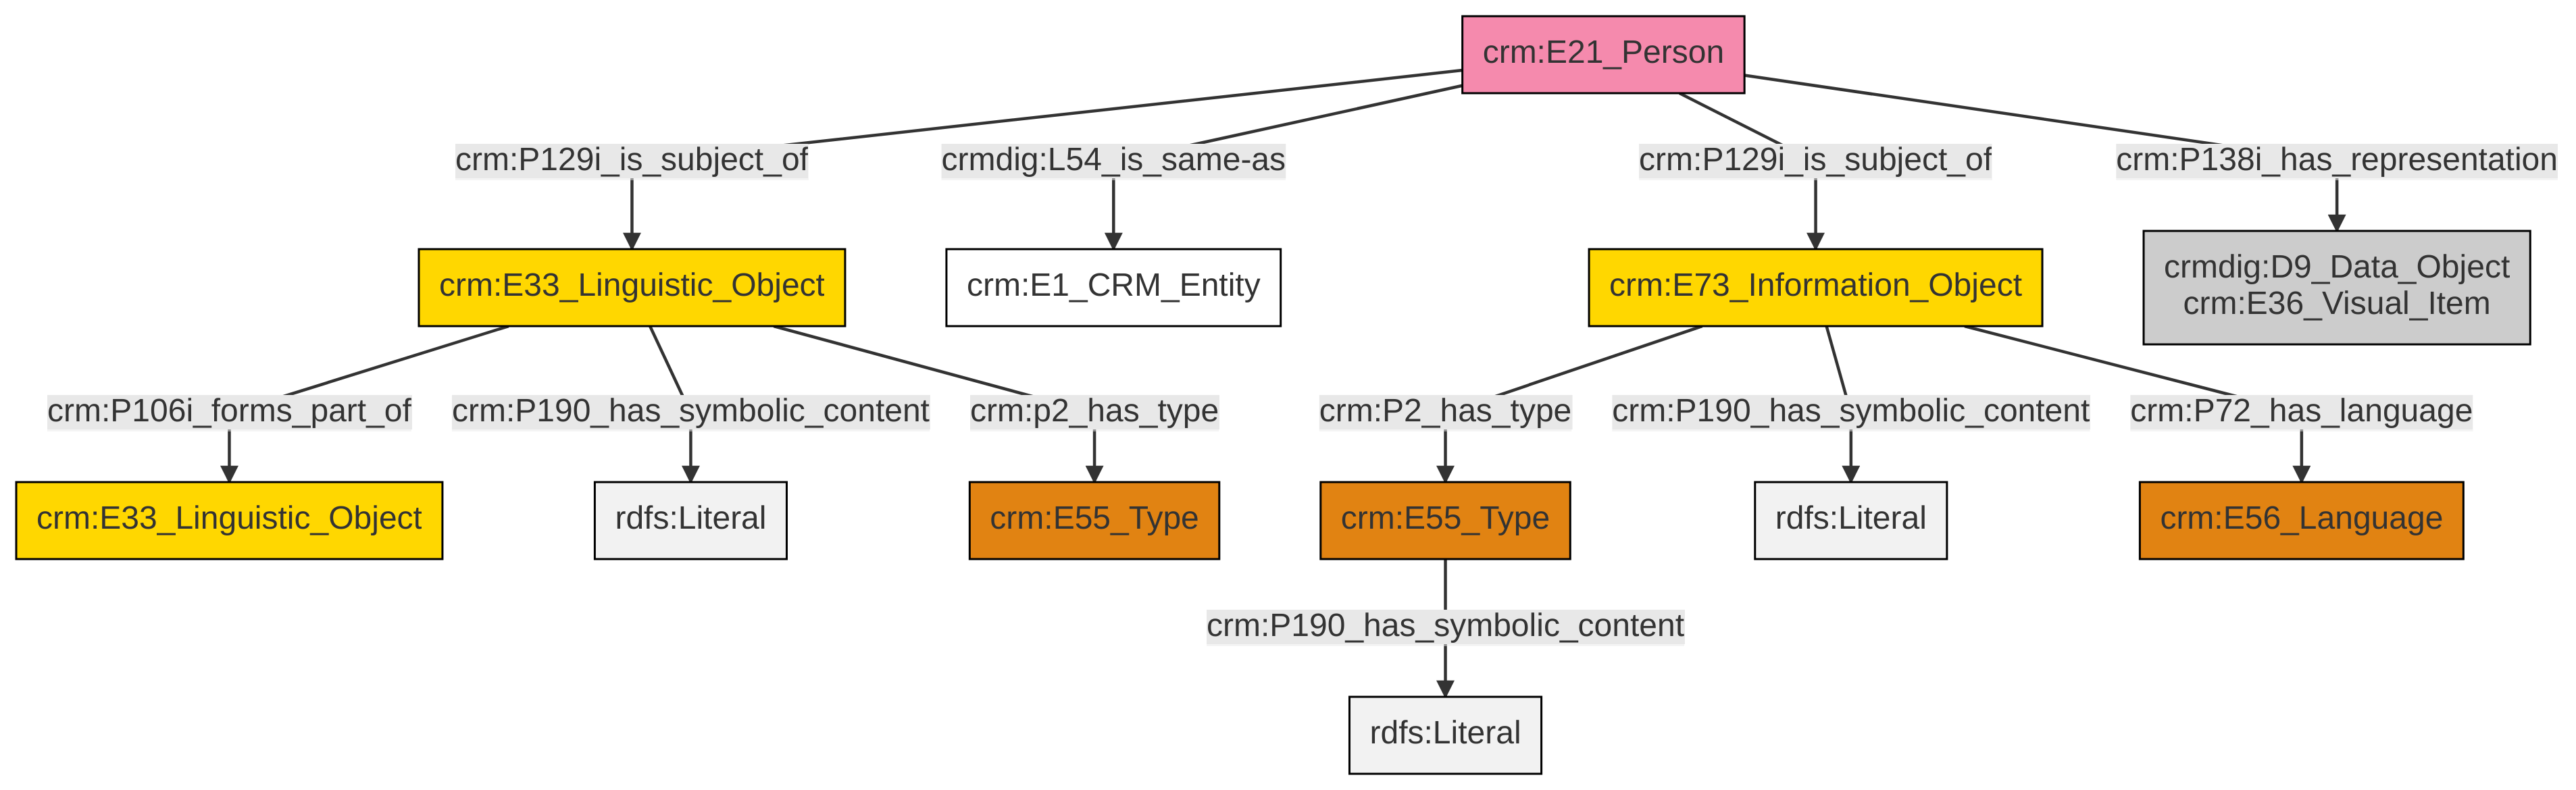 crm:E21_Person
crm:P129i_is_subject_of
crmdig:L54_is_same-as
crm:P129i_is_subject_of
crm:P138i_has_representation
crm:E33_Linguistic_Object
crm:E1_CRM_Entity
crm:E73_Information_Object
crmdig:D9_Data_Object
crm:E36_Visual_Item
crm:P106i_forms_part_of
crm:P190_has_symbolic_content
crm:p2_has_type
crm:P2_has_type
crm:P190_has_symbolic_content
crm:P72_has_language
crm:E33_Linguistic_Object
rdfs:Literal
crm:E55_Type
crm:E55_Type
rdfs:Literal
crm:E56_Language
crm:P190_has_symbolic_content
rdfs:Literal